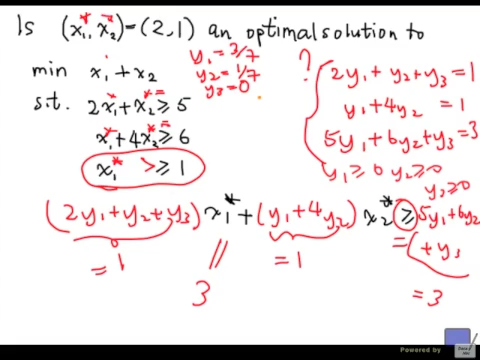 Is (x₁*, x₂*) = (2, 1) an optimal solution to
min x₁ + x₂
s.t. 2x₁* + x₂* ≥= 5
x₁* + 4x₂* ≥= 6
x₁* > ≥ 1
y₁ = 3/7
y₂ = 1/7
y₃ = 0
?
2y₁ + y₂ + y₃ = 1
y₁ + 4y₂ = 1
5y₁ + 6y₂ + y₃ = 3
y₁ ≥ 0 y₂ ≥ 0
y₃ ≥ 0
(2y₁ + y₂ + y₃) x₁* + (y₁ + 4y₂) x₂* ≥ 5y₁ + 6y₂
= + y₃
= 1 = 1
3 = 3
Powered by